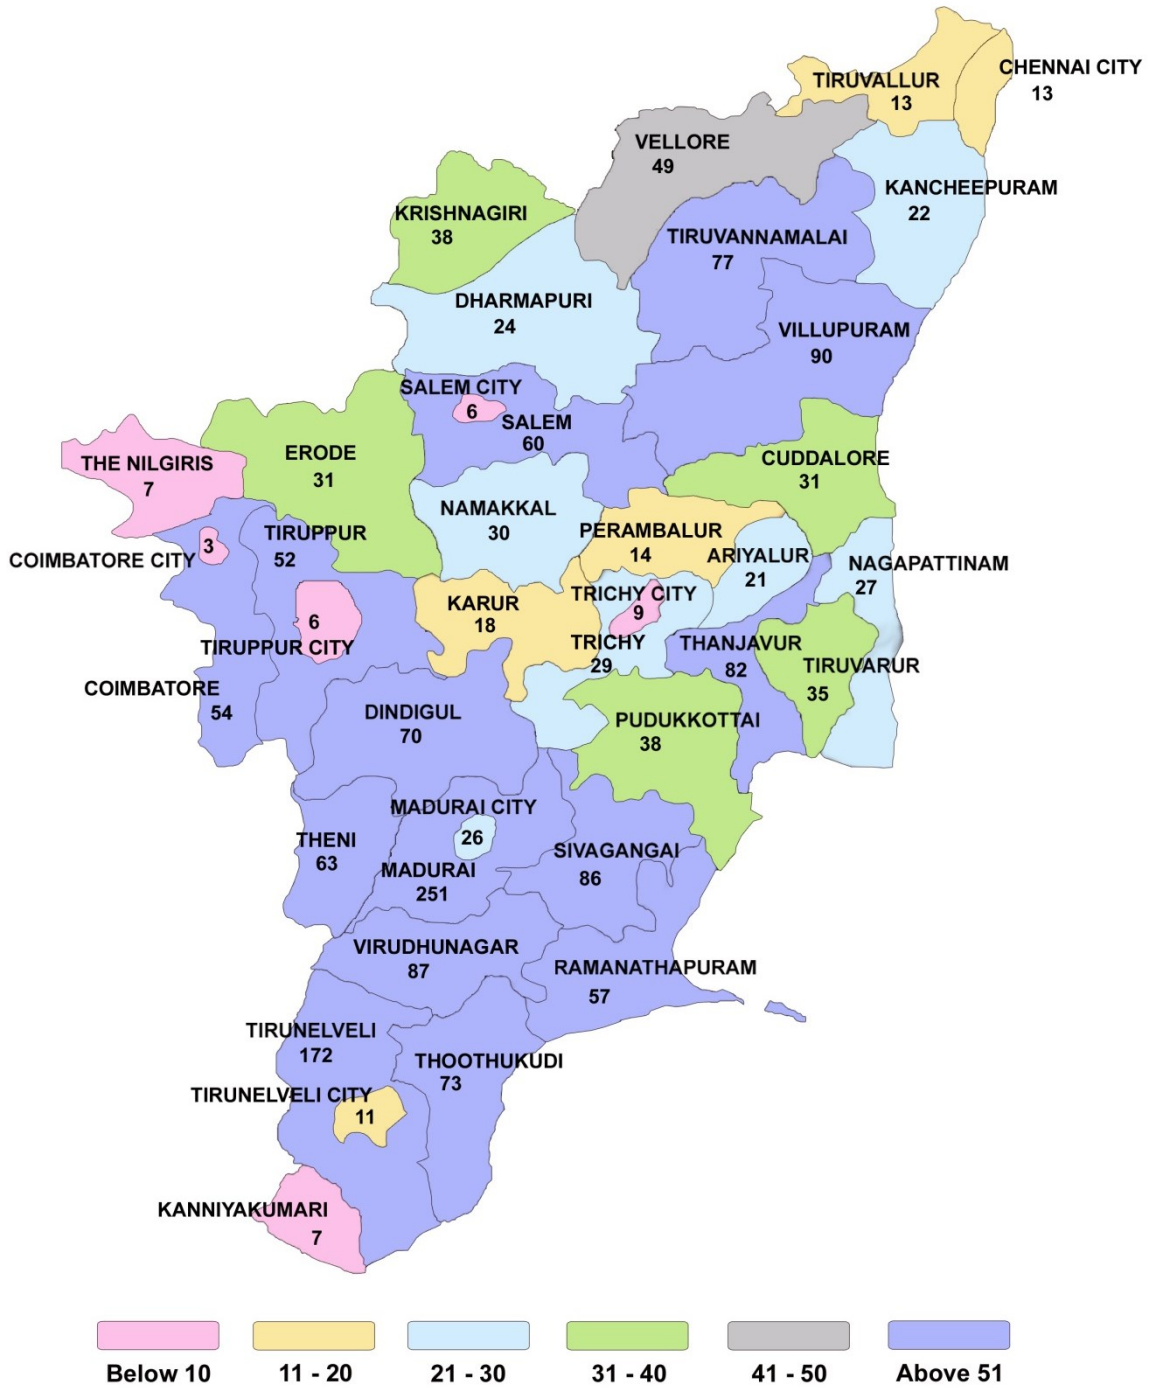 CHENNAI CITY
13
TIRUVALLUR
13
VELLORE
49
KANCHEEPURAM
22
KRISHNAGIRI
38
TIRUVANNAMALAI
77
DHARMAPURI
24
VILLUPURAM
90
SALEM CITY
6
SALEM
60
ERODE
31
THE NILGIRIS
7
CUDDALORE
31
NAMAKKAL
30
PERAMBALUR
14
TIRUPPUR
52
COIMBATORE CITY
3
ARIYALUR
21
NAGAPATTINAM
27
TRICHY CITY
9
KARUR
18
TIRUPPUR CITY
6
TRICHY
29
THANJAVUR
82
TIRUVARUR
35
COIMBATORE
54
DINDIGUL
70
PUDUKKOTTAI
38
MADURAI CITY
26
THENI
63
MADURAI
251
SIVAGANGAI
86
VIRUDHUNAGAR
87
RAMANATHAPURAM
57
TIRUNELVELI
172
THOOTHUKUDI
73
TIRUNELVELI CITY
11
KANNIYAKUMARI
7
Below 10
11 - 20
21 - 30
31 - 40
41 - 50
Above 51